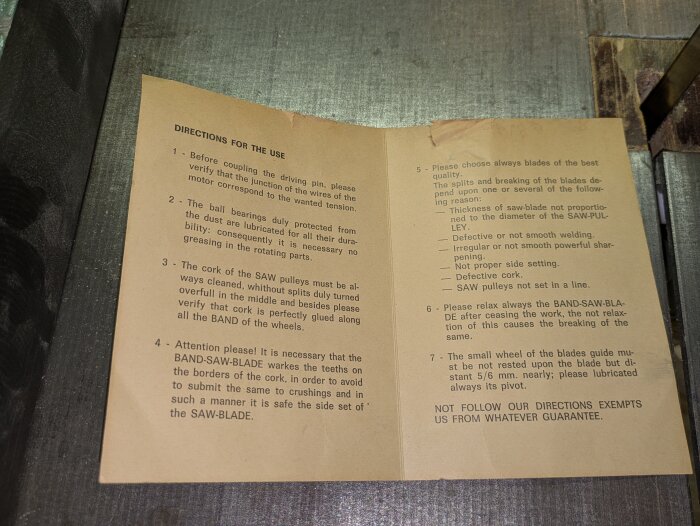 DIRECTIONS FOR THE USE
1 - Before coupling the driving pin, please
verify that the junction of the wires of the
motor correspond to the wanted tension.
2 - The ball bearings duly protected from
the dust are lubricated for all their dura-
bility: consequently it is necessary no
greasing in the rotating parts.
3 - The cork of the SAW pulleys must be al-
ways cleaned, whithout splits duly turned
overfull in the middle and besides please
verify that cork is perfectly glued along
all the BAND of the wheels.
4 - Attention please! It is necessary that the
BAND-SAW-BLADE warkes the teeths on
the borders of the cork, in order to avoid
to submit the same to crushings and in
such a manner it is safe the side set of
the SAW-BLADE.
5 - Please choose always blades of the best
quality.
The splits and breaking of the blades de-
pend upon one or several of the follow-
ing reason:
— Thickness of saw-blade not proportio-
ned to the diameter of the SAW-PUL-
LEY.
— Defective or not smooth welding.
— Irregular or not smooth powerful shar-
pening.
— Not proper side setting.
— Defective cork.
— SAW pulleys not set in a line.
6 - Please relax always the BAND-SAW-BLA-
DE after ceasing the work, the not relax-
tion of this causes the breaking of the
same.
7 - The small wheel of the blades guide mu-
st be not rested upon the blade but di-
stant 5/6 mm. nearly; please lubricated
always its pivot.
NOT FOLLOW OUR DIRECTIONS EXEMPTS
US FROM WHATEVER GUARANTEE.